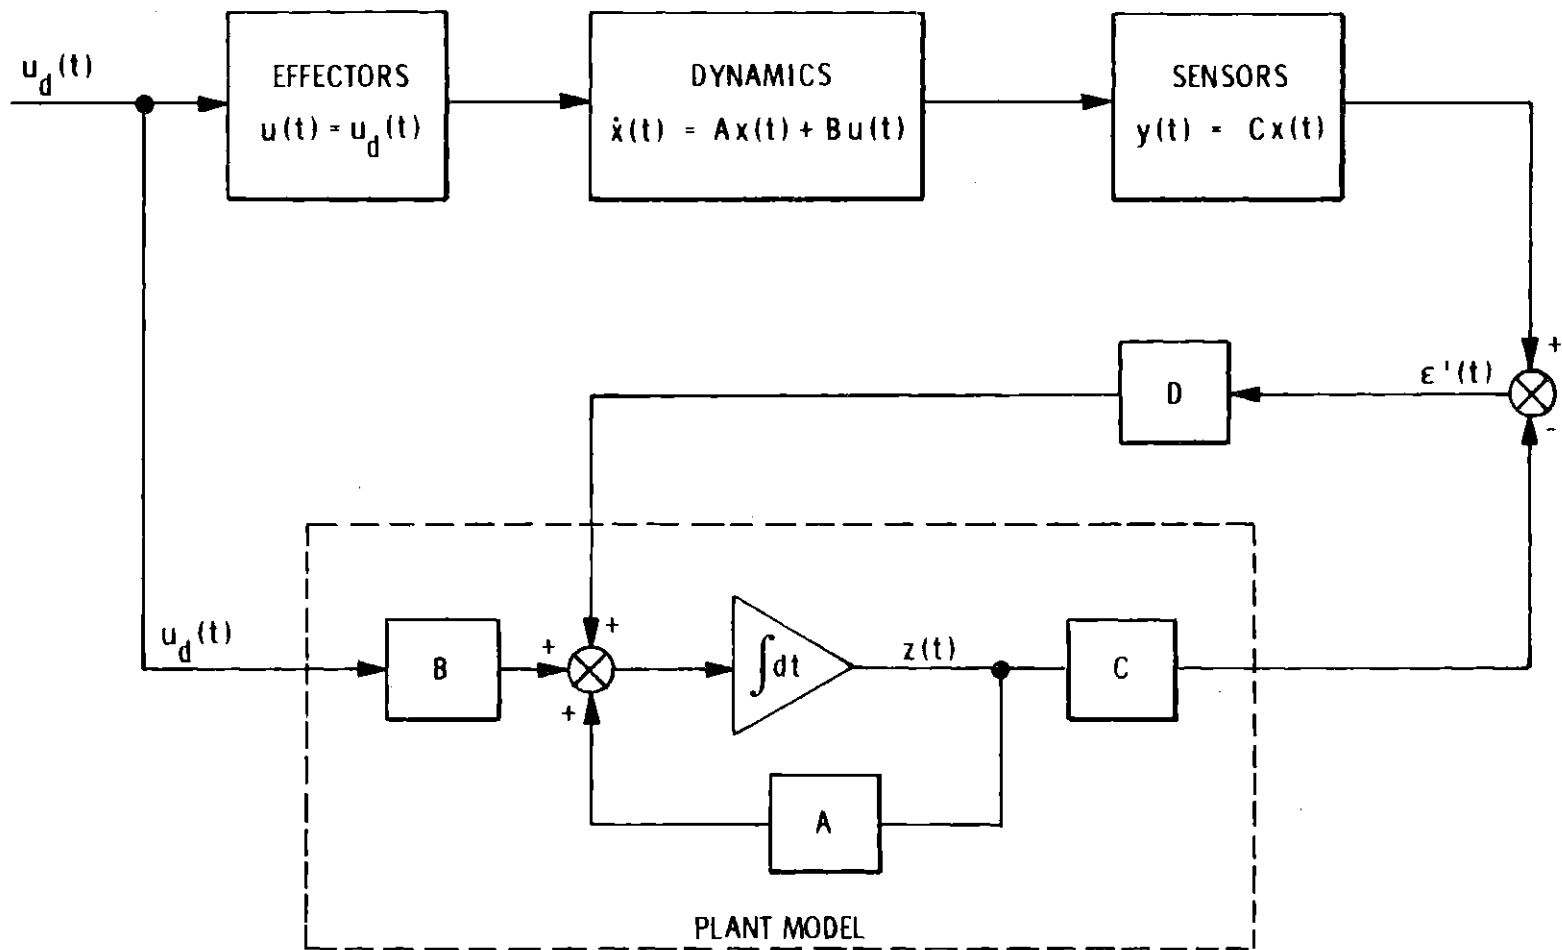 u_d(t)
EFFECTORS
u(t) = u_d(t)
DYNAMICS
ẋ(t) = Ax(t) + Bu(t)
SENSORS
y(t) = Cx(t)
+
ε'(t)
-
D
u_d(t)
B
+
+
+
∫dt
z(t)
C
A
PLANT MODEL